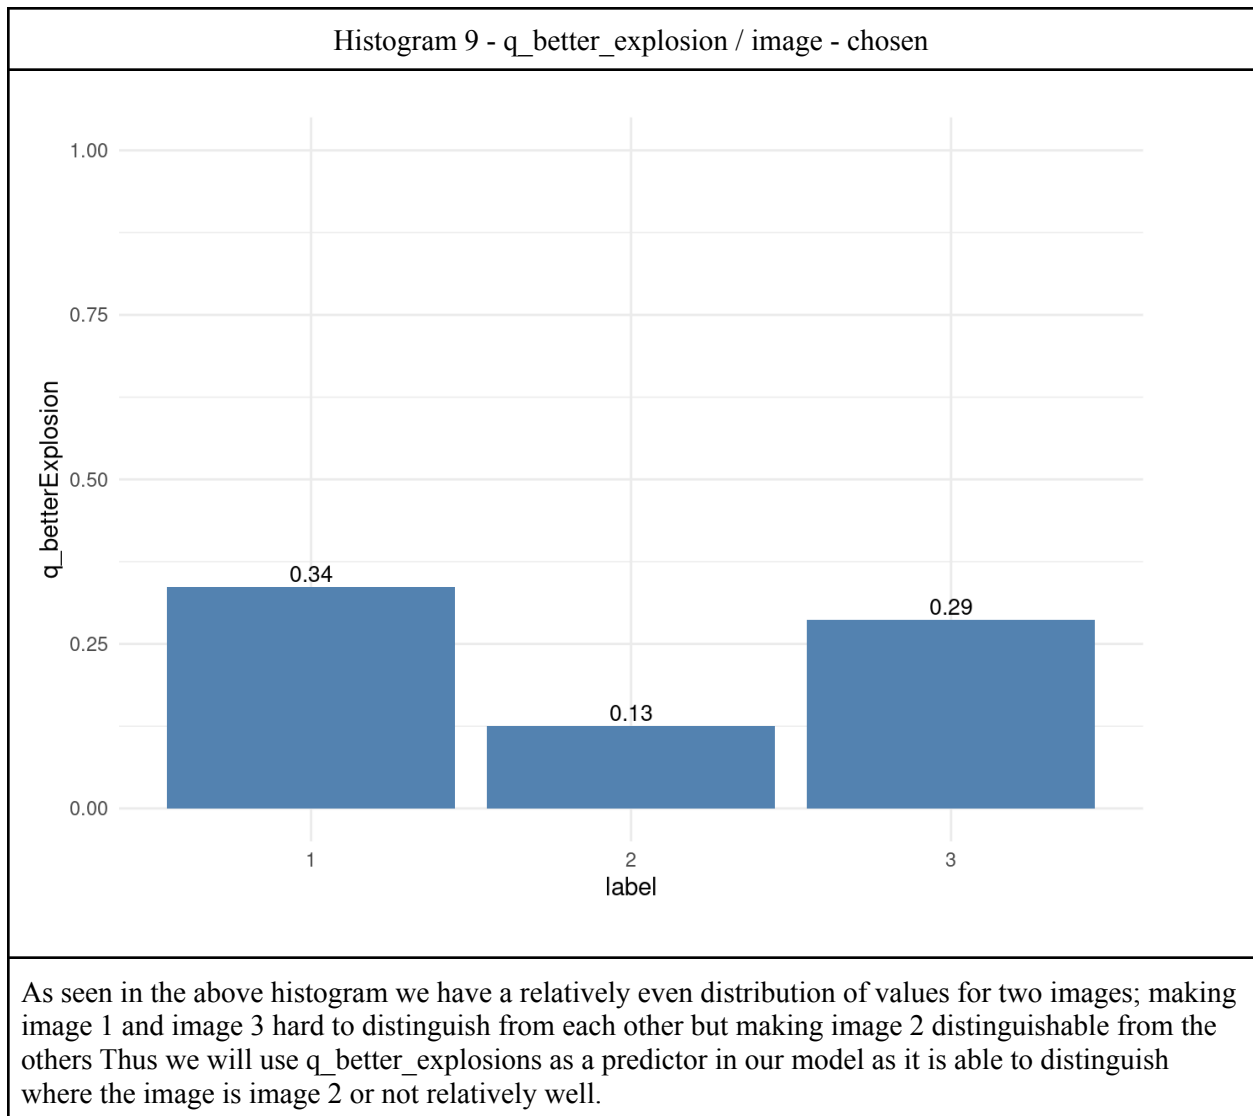 Histogram 9 - q_better_explosion / image - chosen
1.00
0.75
0.50
0.25
0.00
q_betterExplosion
0.34
0.13
0.29
1
2
3
label
As seen in the above histogram we have a relatively even distribution of values for two images; making
image 1 and image 3 hard to distinguish from each other but making image 2 distinguishable from the
others Thus we will use q_better_explosions as a predictor in our model as it is able to distinguish
where the image is image 2 or not relatively well.